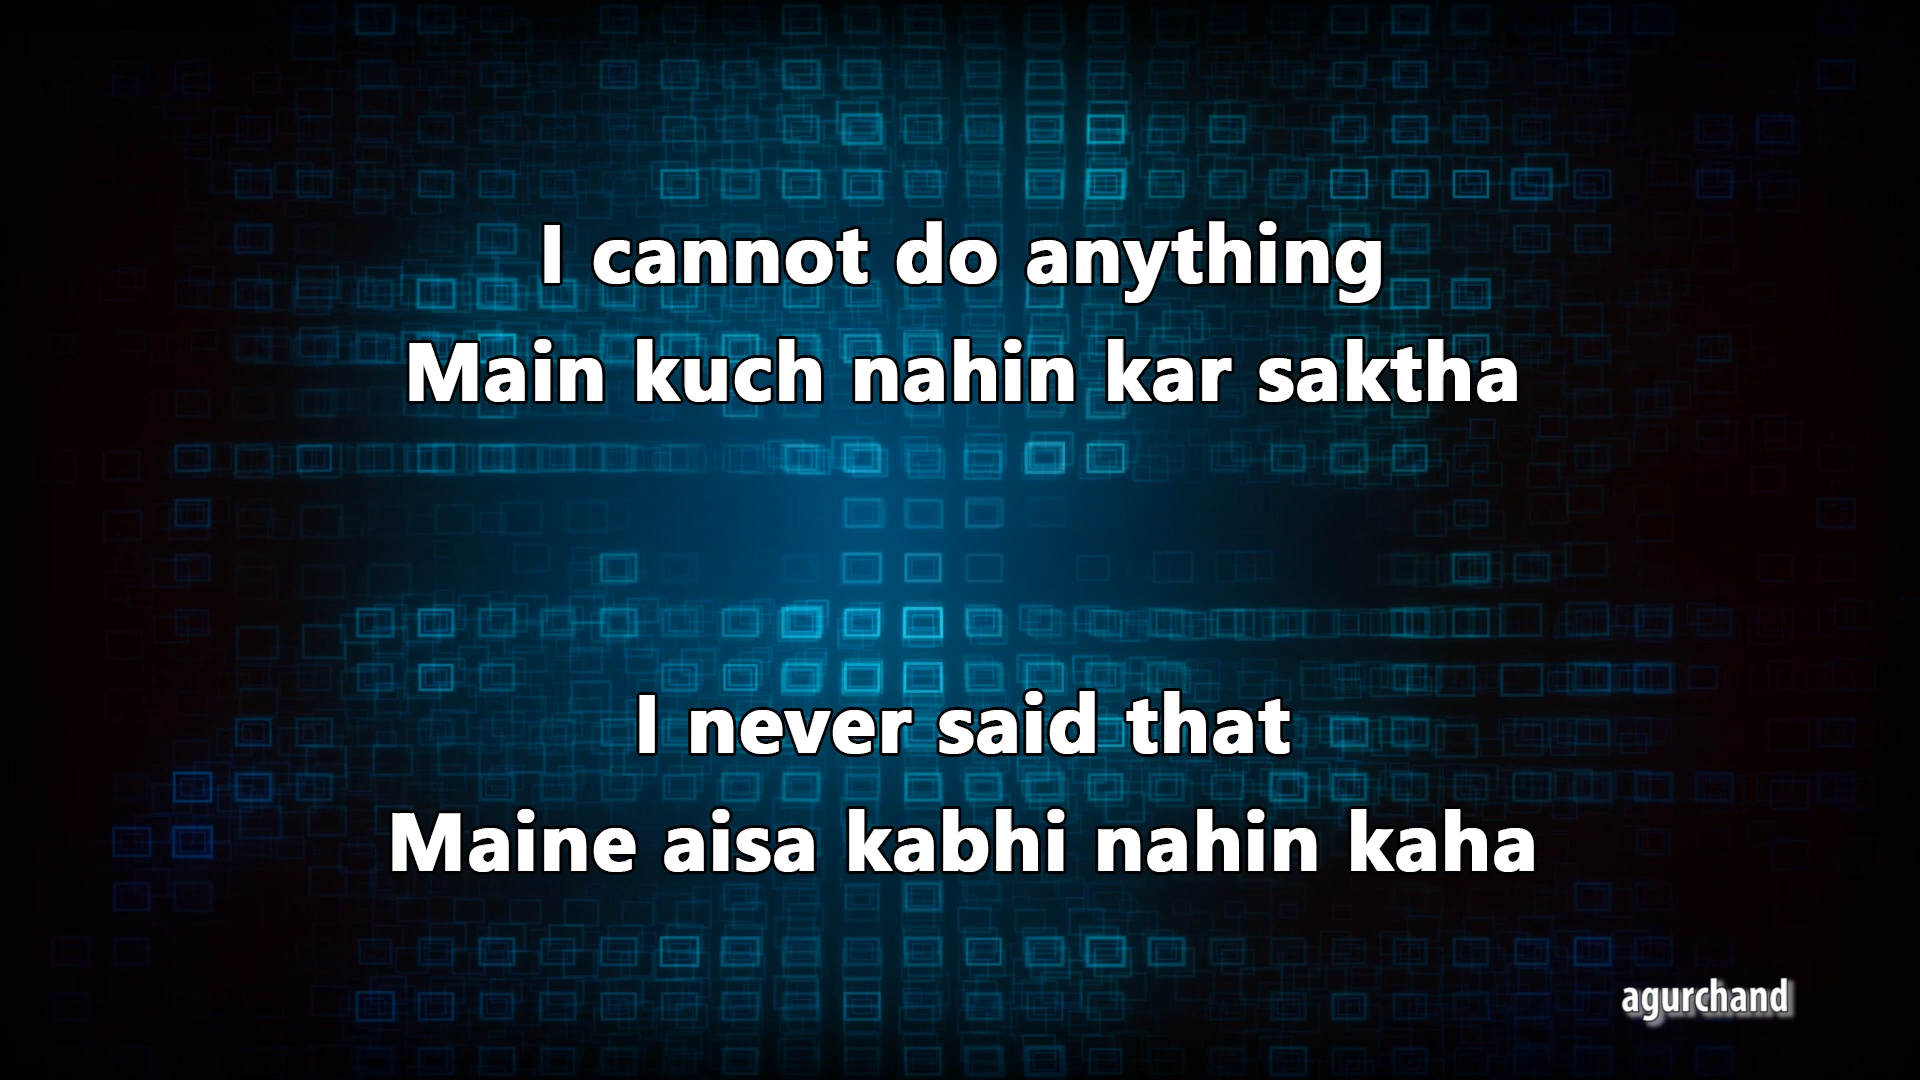 I cannot do anything
Main kuch nahin kar saktha
I never said that
Maine aisa kabhi nahin kaha
agurchand